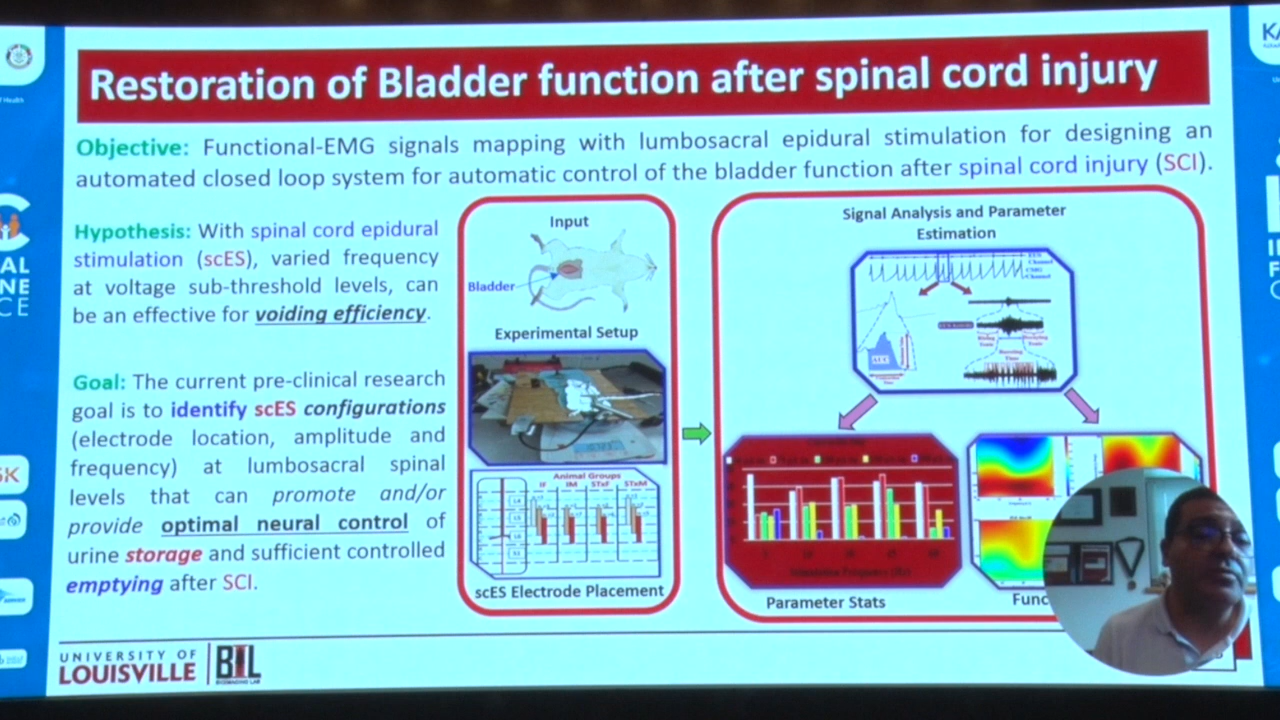 Restoration of Bladder function after spinal cord injury
Objective: Functional-EMG signals mapping with lumbosacral epidural stimulation for designing an
automated closed loop system for automatic control of the bladder function after spinal cord injury (SCI).
Hypothesis: With spinal cord epidural
stimulation (scES), varied frequency
at voltage sub-threshold levels, can
be an effective for voiding efficiency.
Goal: The current pre-clinical research
goal is to identify scES configurations
(electrode location, amplitude and
frequency) at lumbosacral spinal
levels that can promote and/or
provide optimal neural control of
urine storage and sufficient controlled
emptying after SCI.
Input
Bladder
Experimental Setup
Animal Groups
IF IM STxF STxM
scES Electrode Placement
Signal Analysis and Parameter
Estimation
Channel
Channel
AUC
Bursting
Time
Parameter Stats
Func
UNIVERSITY OF
LOUISVILLE
BIL